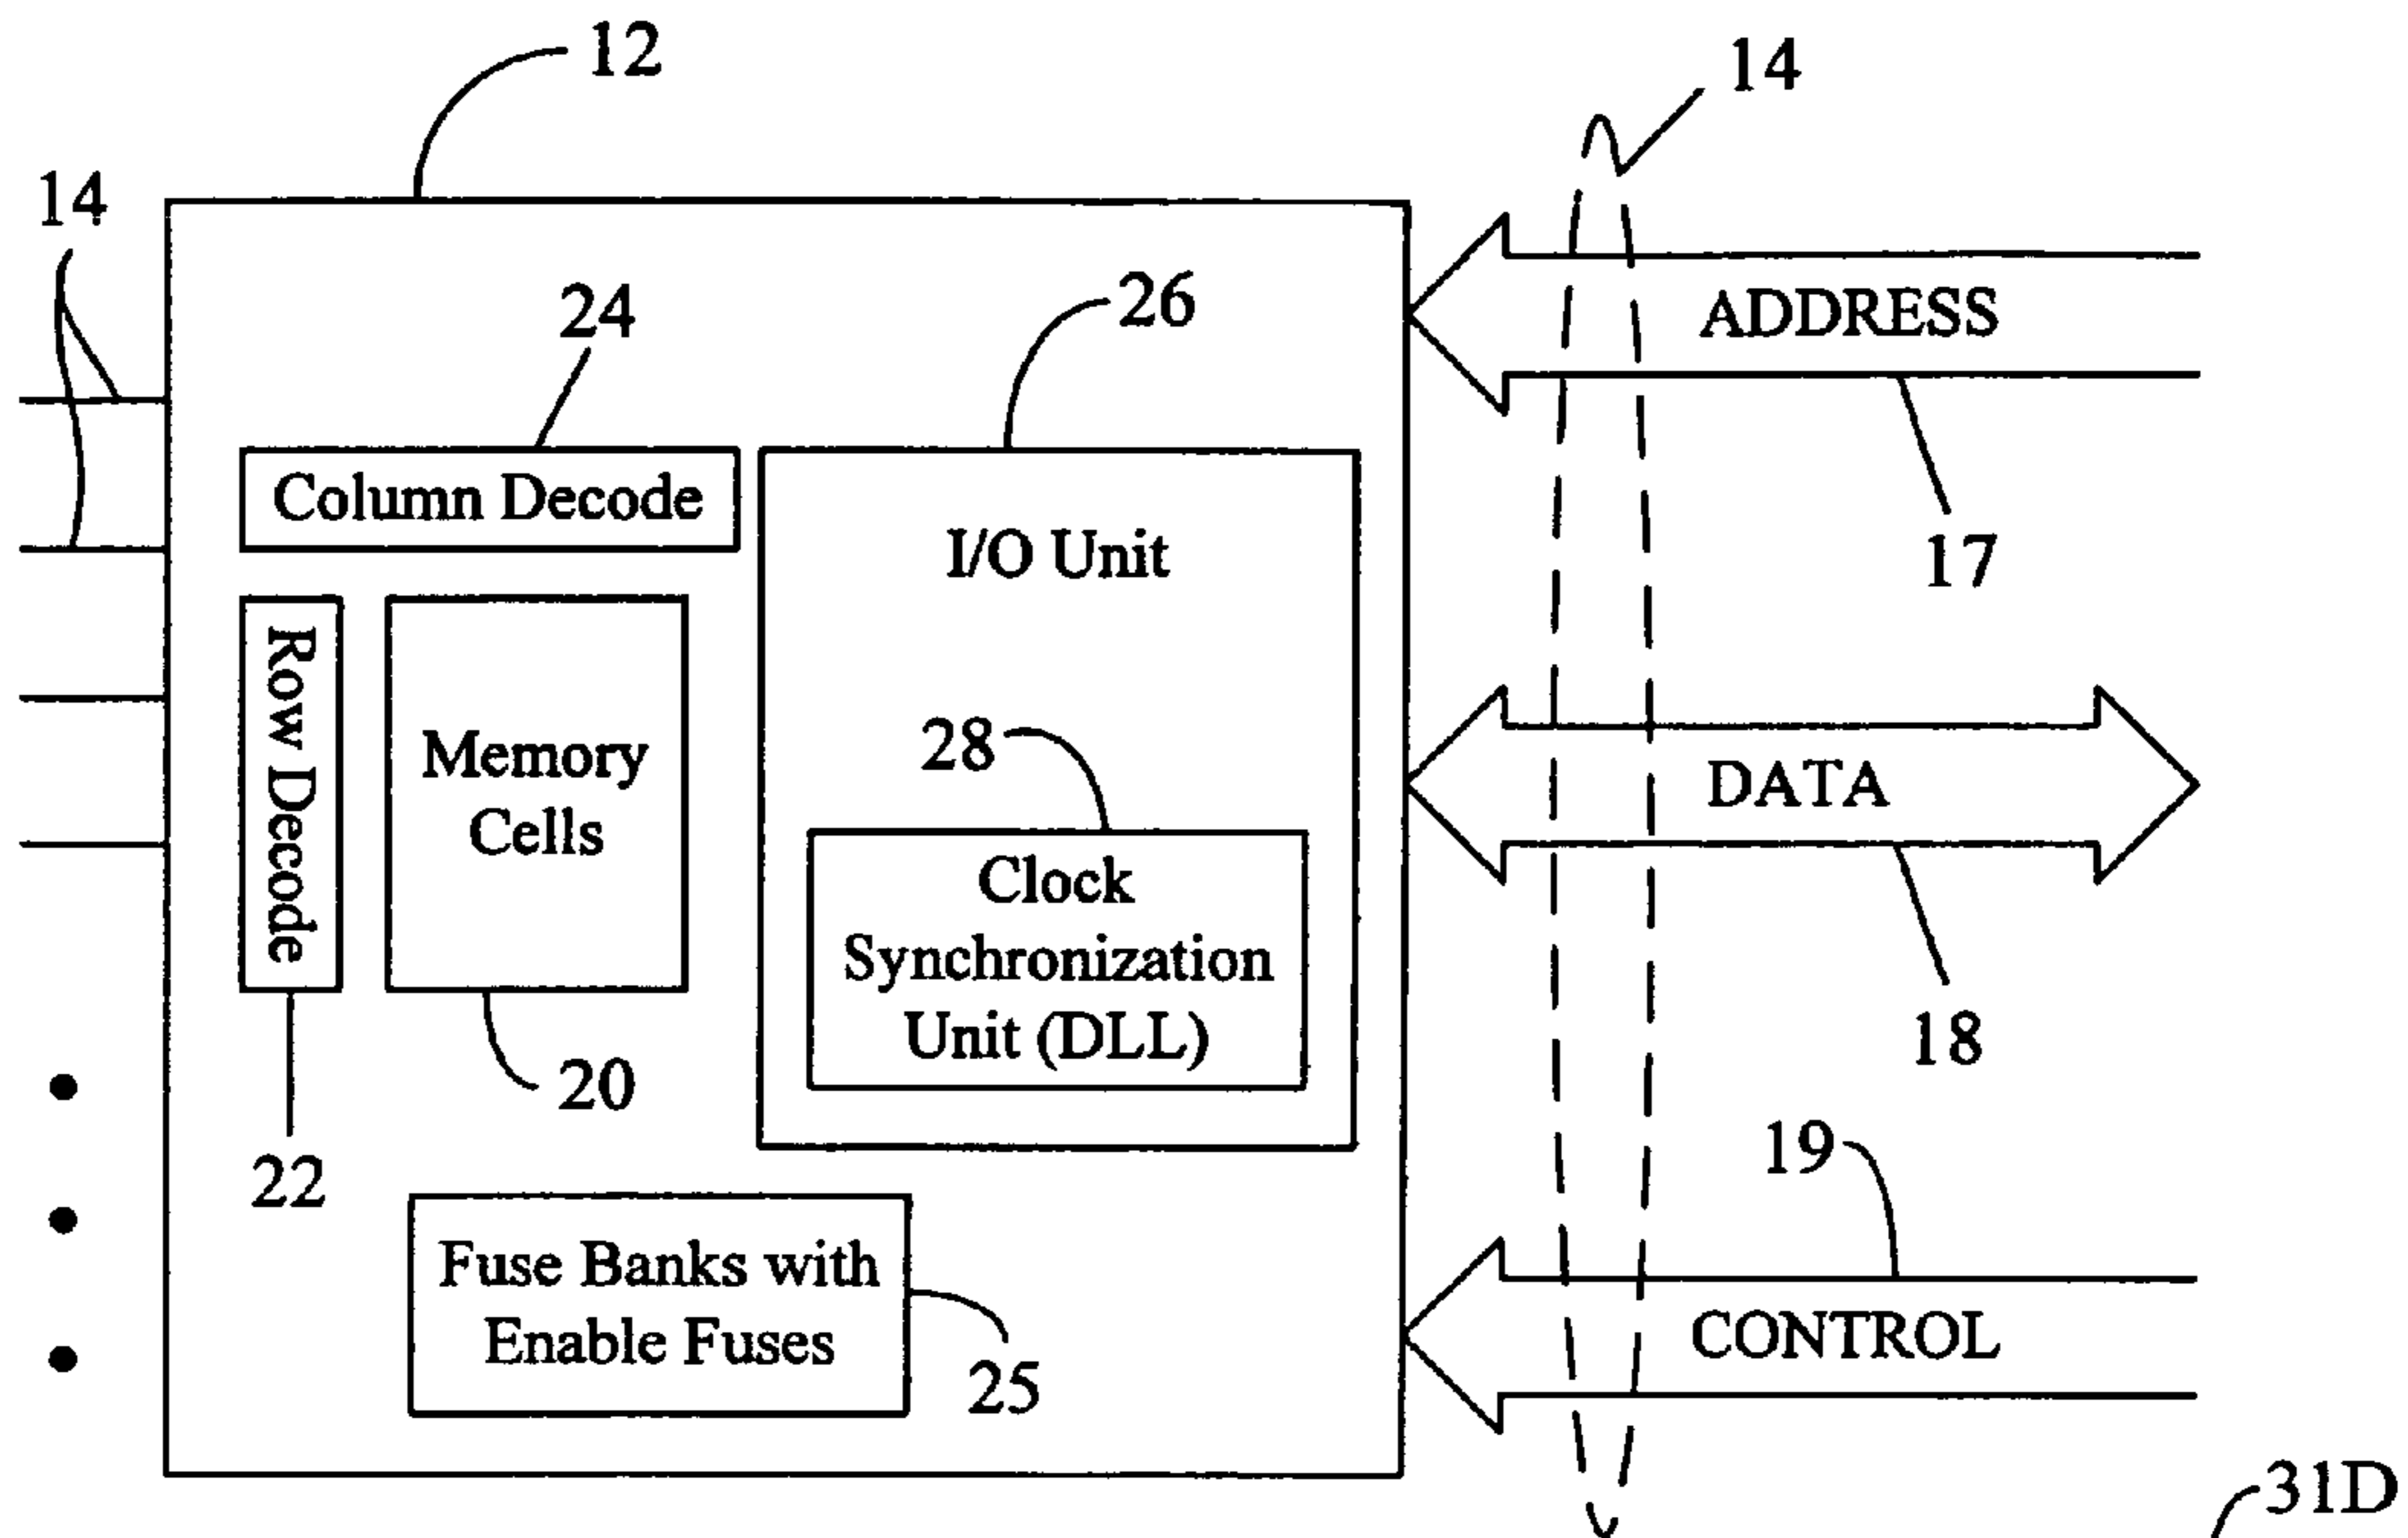 12
14
14
ADDRESS
17
24
26
Column Decode
I/O Unit
Row Decode
Memory
Cells
28
Clock
Synchronization
Unit (DLL)
DATA
18
20
22
19
Fuse Banks with
Enable Fuses
25
CONTROL
31D